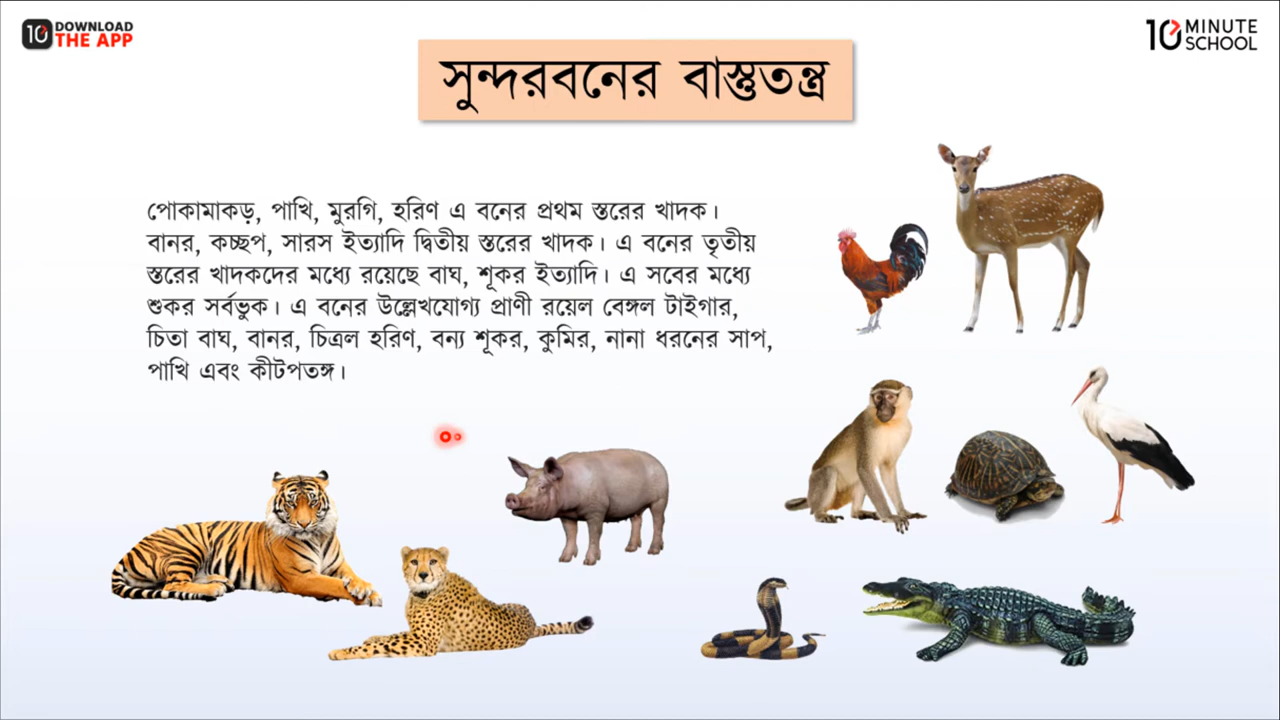 10 DOWNLOAD
THE APP
10 MINUTE
SCHOOL
সুন্দরবনের বাস্তুতন্ত্র
পোকামাকড়, পাখি, মুরগি, হরিণ এ বনের প্রথম স্তরের খাদক।
বানর, কচ্ছপ, সারস ইত্যাদি দ্বিতীয় স্তরের খাদক। এ বনের তৃতীয়
স্তরের খাদকদের মধ্যে রয়েছে বাঘ, শূকর ইত্যাদি। এ সবের মধ্যে
শুকর সর্বভুক। এ বনের উল্লেখযোগ্য প্রাণী রয়েল বেঙ্গল টাইগার,
চিতা বাঘ, বানর, চিত্রল হরিণ, বন্য শূকর, কুমির, নানা ধরনের সাপ,
পাখি এবং কীটপতঙ্গ।